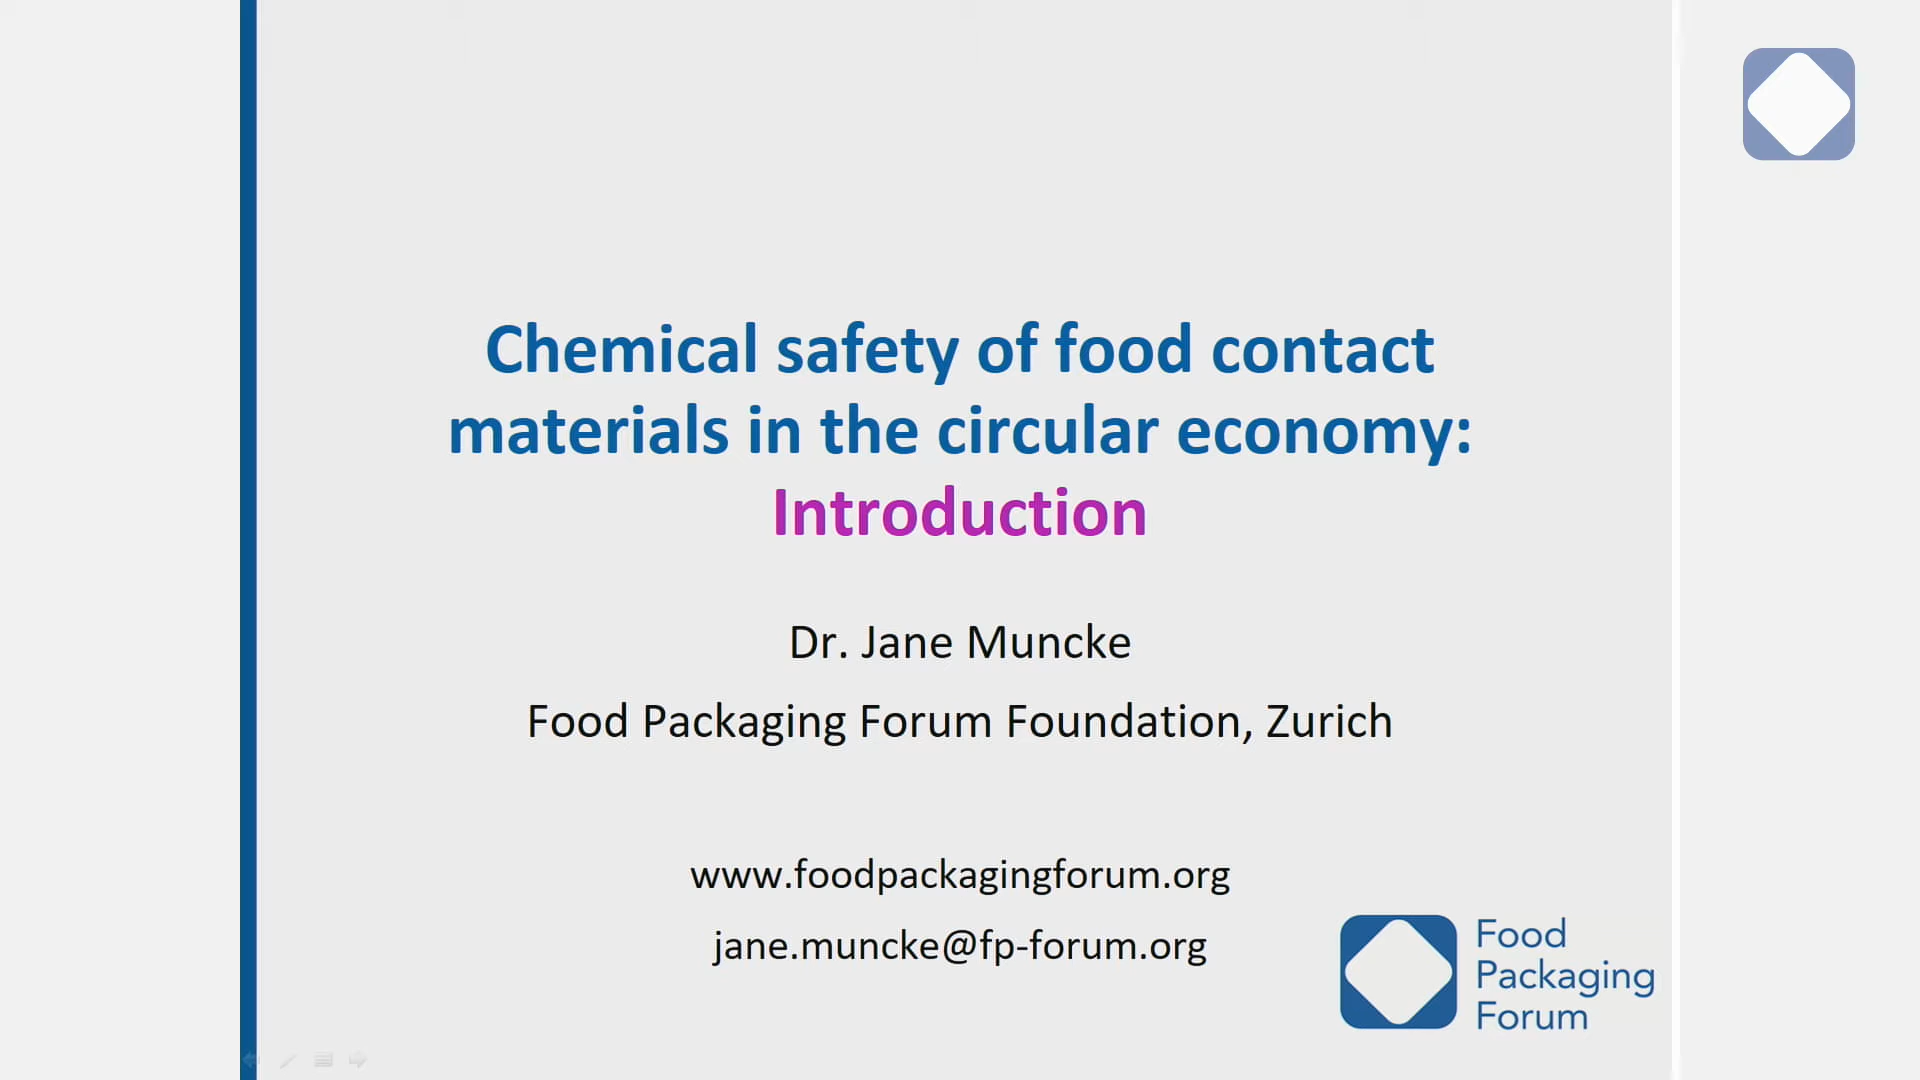 Chemical safety of food contact
materials in the circular economy:
Introduction
Dr. Jane Muncke
Food Packaging Forum Foundation, Zurich
www.foodpackagingforum.org
jane.muncke@fp-forum.org
Food
Packaging
Forum